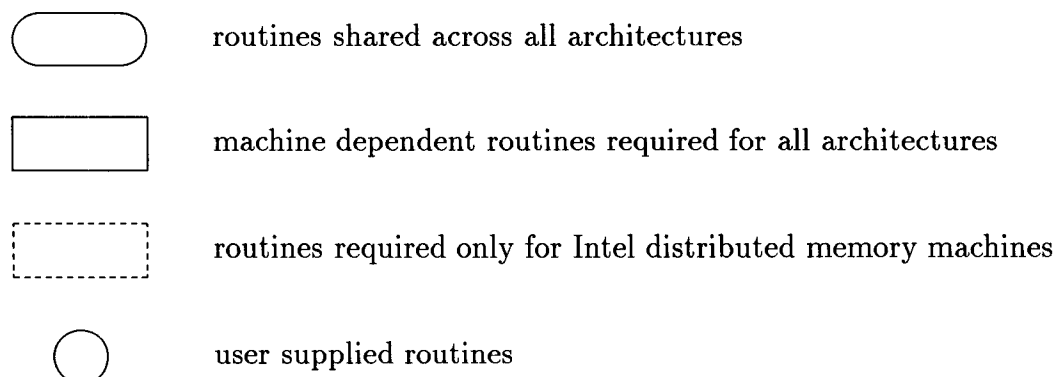 routines shared across all architectures
machine dependent routines required for all architectures
routines required only for Intel distributed memory machines
user supplied routines